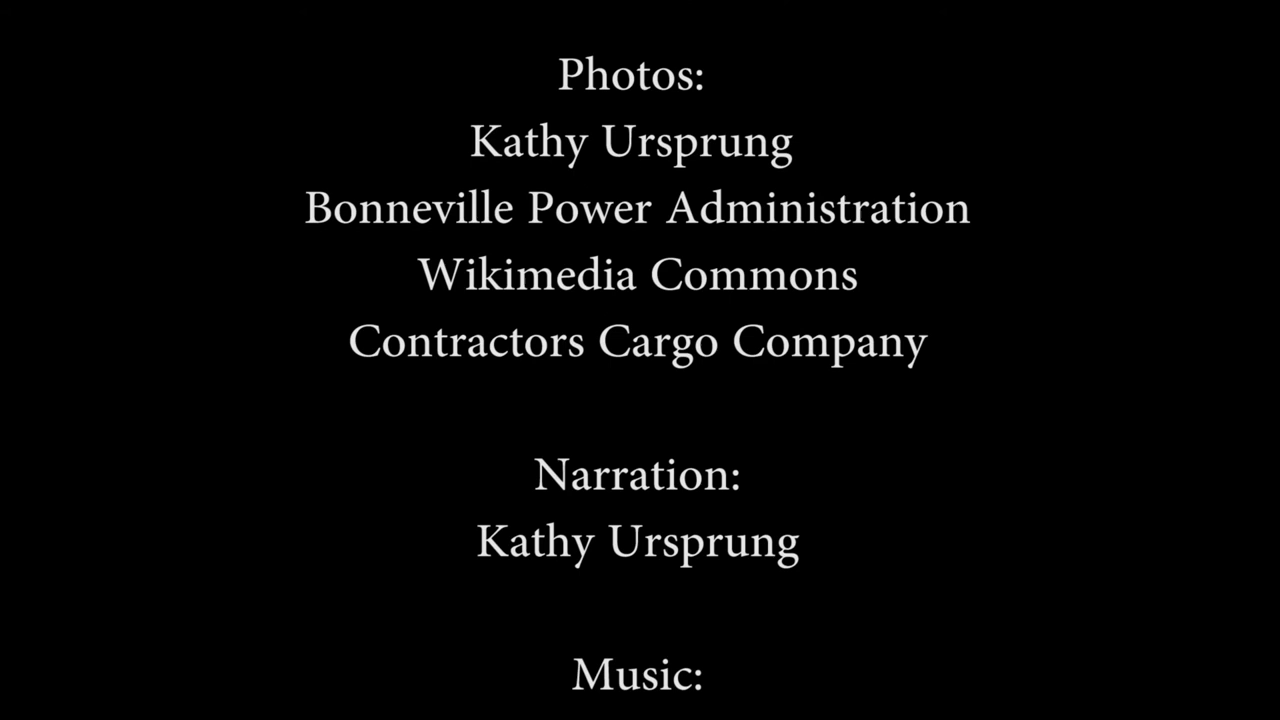 Photos:
Kathy Ursprung
Bonneville Power Administration
Wikimedia Commons
Contractors Cargo Company
Narration:
Kathy Ursprung
Music: